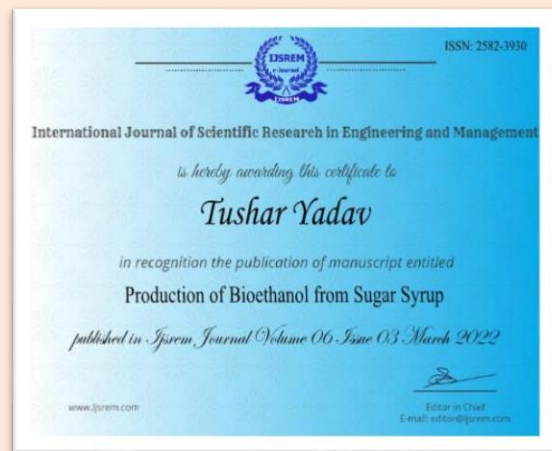 IJSREM
e-Journal
IJSREM
ISSN: 2582-3930
International Journal of Scientific Research in Engineering and Management
is hereby awarding this certificate to
Tushar Yadav
in recognition the publication of manuscript entitled
Production of Bioethanol from Sugar Syrup
published in Ijsrem Journal Volume 06 Issue 03 March 2022
www.ijsrem.com
Editor in Chief
E-mail: editor@ijsrem.com